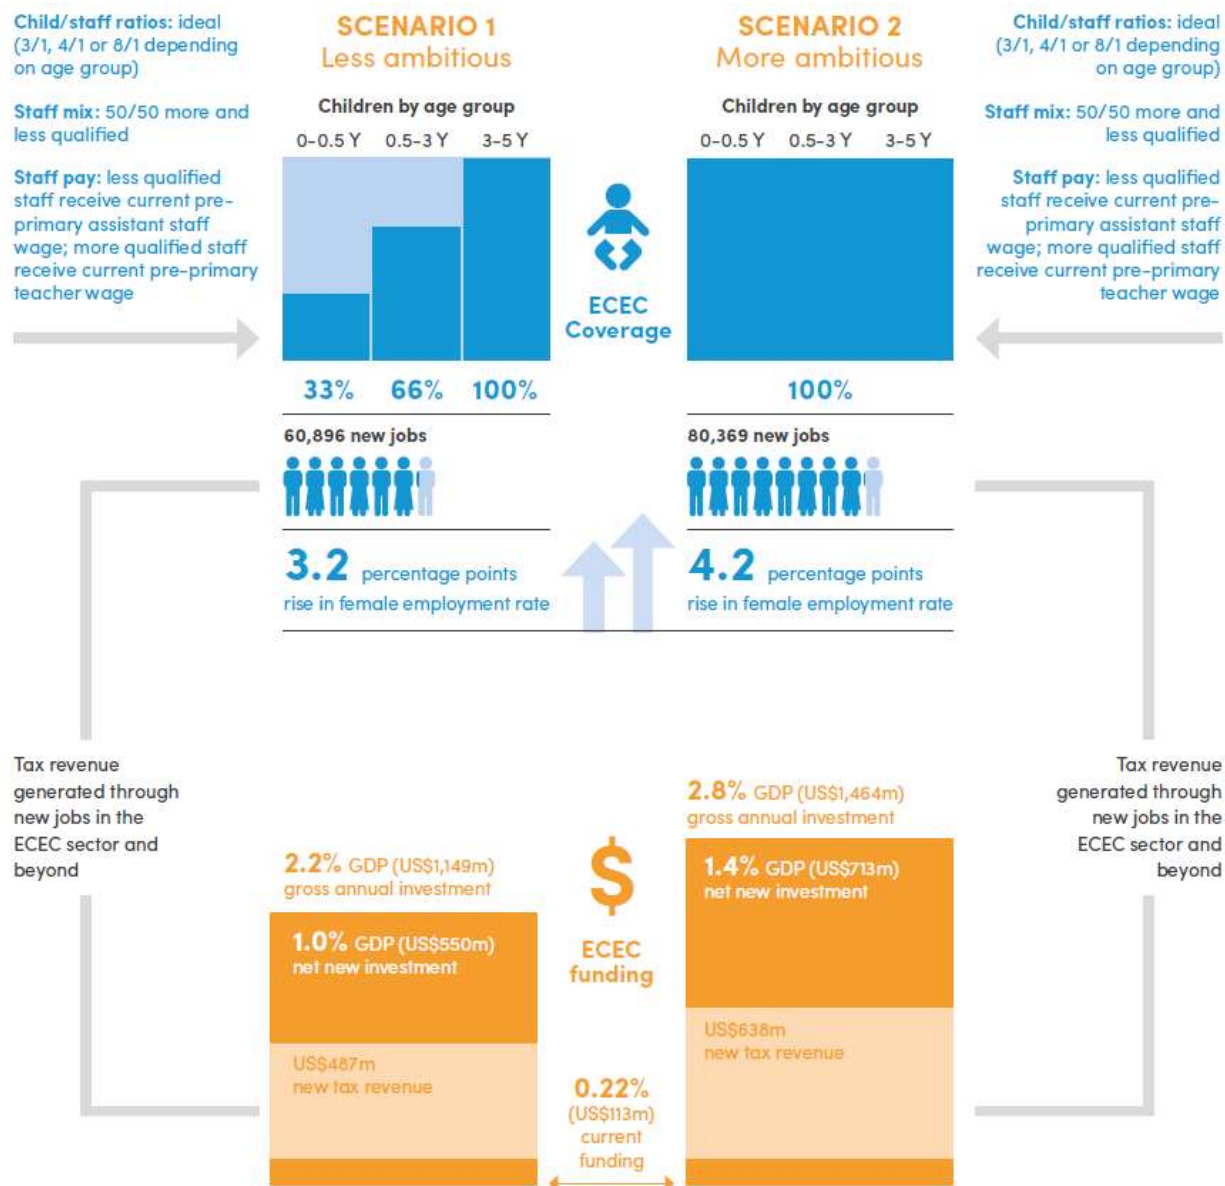 Child/staff ratios: ideal
(3/1, 4/1 or 8/1 depending
on age group)
Staff mix: 50/50 more and
less qualified
Staff pay: less qualified
staff receive current pre-
primary assistant staff
wage; more qualified staff
receive current pre-primary
teacher wage
SCENARIO 1
Less ambitious
Children by age group
0-0.5 Y 0.5-3 Y 3-5 Y
33% 66% 100%
60,896 new jobs
3.2 percentage points
rise in female employment rate
ECEC
Coverage
SCENARIO 2
More ambitious
Children by age group
0-0.5 Y 0.5-3 Y 3-5 Y
100%
80,369 new jobs
4.2 percentage points
rise in female employment rate
Child/staff ratios: ideal
(3/1, 4/1 or 8/1 depending
on age group)
Staff mix: 50/50 more and
less qualified
Staff pay: less qualified
staff receive current pre-
primary assistant staff
wage; more qualified staff
receive current pre-primary
teacher wage
Tax revenue
generated through
new jobs in the
ECEC sector and
beyond
2.2% GDP (US$1,149m)
gross annual investment
1.0% GDP (US$550m)
net new investment
US$487m
new tax revenue
$
ECEC
funding
0.22%
(US$113m)
current
funding
2.8% GDP (US$1,464m)
gross annual investment
1.4% GDP (US$713m)
net new investment
US$638m
new tax revenue
Tax revenue
generated through
new jobs in the
ECEC sector and
beyond